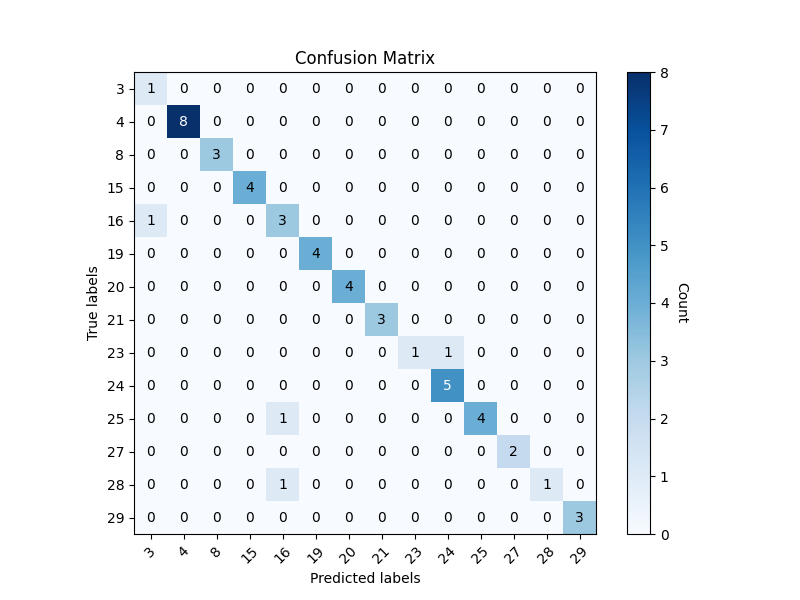 Confusion Matrix
3 1 0 0 0 0 0 0 0 0 0 0 0 0 0
4 0 8 0 0 0 0 0 0 0 0 0 0 0 0
8 0 0 3 0 0 0 0 0 0 0 0 0 0 0
15 0 0 0 4 0 0 0 0 0 0 0 0 0 0
16 1 0 0 0 3 0 0 0 0 0 0 0 0 0
19 0 0 0 0 0 4 0 0 0 0 0 0 0 0
20 0 0 0 0 0 0 4 0 0 0 0 0 0 0
21 0 0 0 0 0 0 0 3 0 0 0 0 0 0
23 0 0 0 0 0 0 0 0 1 1 0 0 0 0
24 0 0 0 0 0 0 0 0 0 5 0 0 0 0
25 0 0 0 0 1 0 0 0 0 0 4 0 0 0
27 0 0 0 0 0 0 0 0 0 0 0 2 0 0
28 0 0 0 0 1 0 0 0 0 0 0 0 1 0
29 0 0 0 0 0 0 0 0 0 0 0 0 0 3
3 4 8 15 16 19 20 21 23 24 25 27 28 29
Predicted labels
True labels
8
7
6
5
4
3
2
1
0
Count